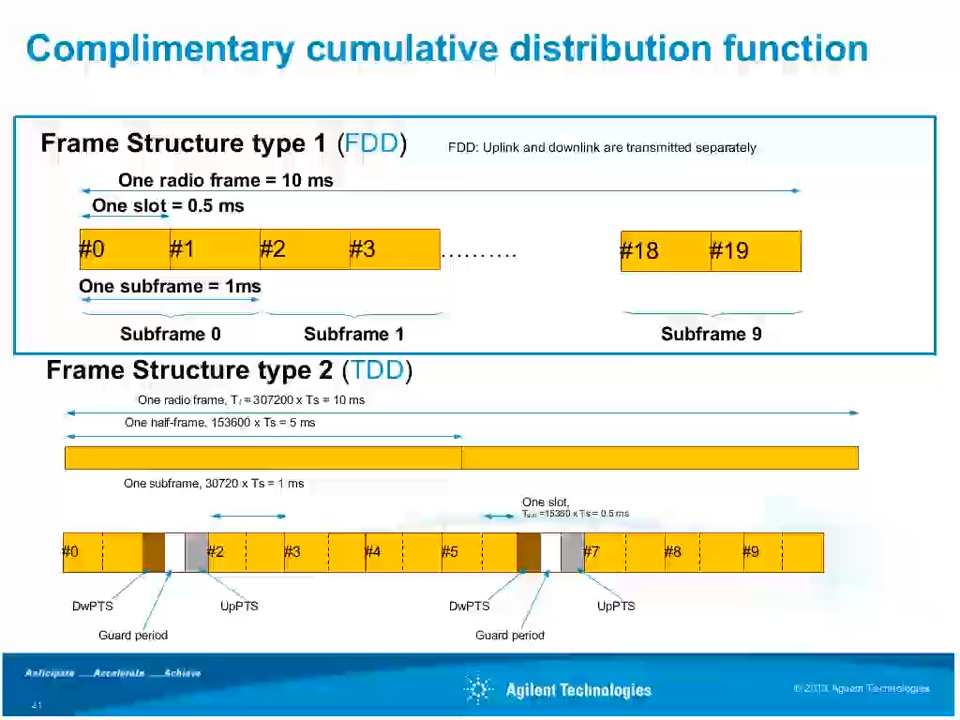 Complimentary cumulative distribution function
Frame Structure type 1 (FDD)
FDD: Uplink and downlink are transmitted separately
One radio frame = 10 ms
One slot = 0.5 ms
#0 #1 #2 #3 .......... #18 #19
One subframe = 1ms
Subframe 0 Subframe 1 Subframe 9
Frame Structure type 2 (TDD)
One radio frame, Tf = 307200 x Ts = 10 ms
One half-frame, 153600 x Ts = 5 ms
One subframe, 30720 x Ts = 1 ms
One slot,
Tslot =15360 x Ts = 0.5 ms
#0 #2 #3 #4 #5 #7 #8 #9
DwPTS UpPTS DwPTS UpPTS
Guard period Guard period
Anticipate Accelerate Achieve
Agilent Technologies
© Agilent Technologies